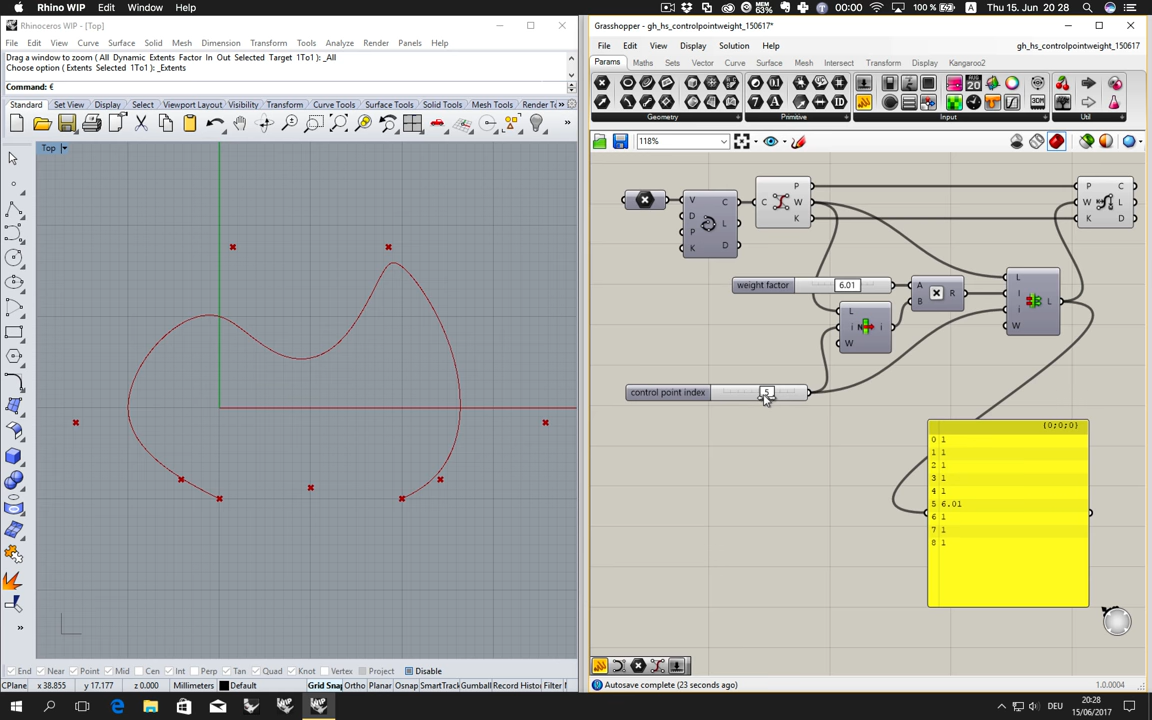 Rhino WIP Edit Window Help
MEM 63%
00:00
100 %
A
Thu 15. Jun 20 28
Rhinoceros WIP - [Top]
File Edit View Curve Surface Solid Mesh Dimension Transform Tools Analyze Render Panels Help
Drag a window to zoom ( All Dynamic Extents Factor In Out Selected Target 1To1 ): _All
Choose option ( Extents Selected 1To1 ): _Extents
Command: €
Standard Set View Display Select Viewport Layout Visibility Transform Curve Tools Surface Tools Solid Tools Mesh Tools Render To
Top
End Near Point Mid Cen Int Perp Tan Quad Knot Vertex Project Disable
CPlane x 38.855 y 17.177 z 0.000 Millimeters Default Grid Snap Ortho Planar Osnap SmartTrack Gumball Record Histo Filter
Grasshopper - gh_hs_controlpointweight_150617*
File Edit View Display Solution Help
gh_hs_controlpointweight_150617
Params Maths Sets Vector Curve Surface Mesh Intersect Transform Display Kangaroo2
Geometry Primitive Input Util
118%
V D P K C L D
C P W K
P W K C L D
weight factor 6.01
A B R
L i W i
L i i W L
control point index 5
{0;0;0}
0 1
1 1
2 1
3 1
4 1
5 6.01
6 1
7 1
8 1
Autosave complete (23 seconds ago)
1.0.0004
DEU
20:28
15/06/2017